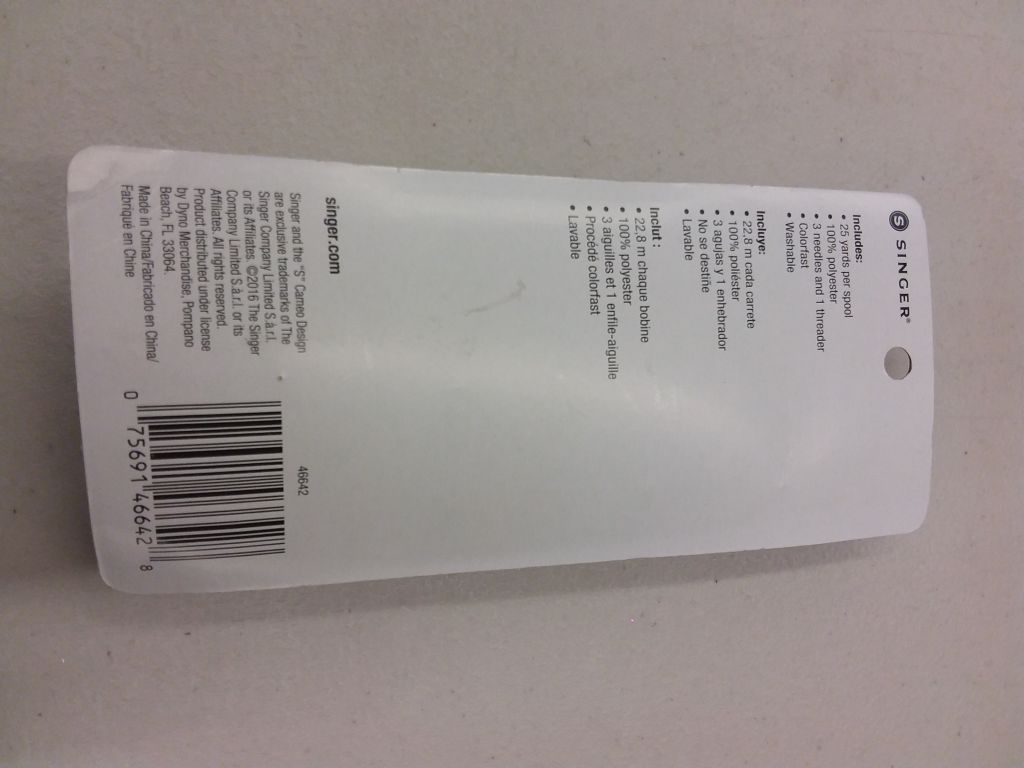 S SINGER®
Includes:
• 25 yards per spool
• 100% polyester
• 3 needles and 1 threader
• Colorfast
• Washable
Incluye:
• 22,8 m cada carrete
• 100% poliéster
• 3 agujas y 1 enhebrador
• No se destiñe
• Lavable
Inclut :
• 22,8 m chaque bobine
• 100% polyester
• 3 aiguilles et 1 enfile-aiguille
• Procédé colorfast
• Lavable
singer.com
Singer and the "S" Cameo Design
are exclusive trademarks of The
Singer Company Limited S.à.r.l.
or its Affiliates. ©2016 The Singer
Company Limited S.à.r.l. or its
Affiliates. All rights reserved.
Product distributed under license
by Dyno Merchandise, Pompano
Beach, FL 33064.
Made in China/Fabricado en China/
Fabriqué en Chine
46642
0 75691 46642 8